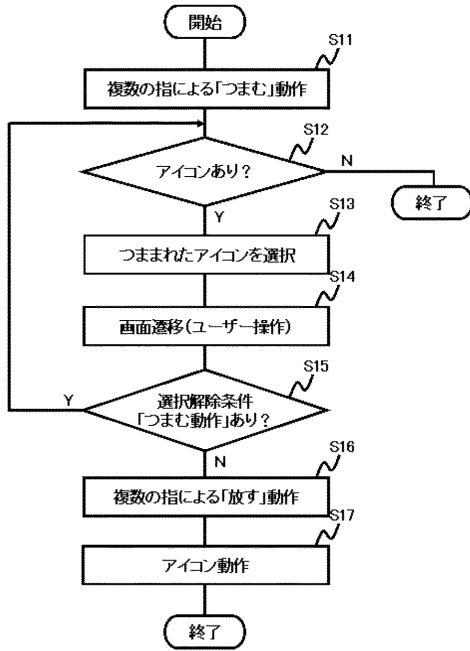 開始
S11
複数の指による「つまむ」動作
S12
アイコンあり?
N
終了
Y
S13
つままれたアイコンを選択
S14
画面遷移(ユーザー操作)
S15
選択解除条件
「つまむ動作」あり?
Y
N
S16
複数の指による「放す」動作
S17
アイコン動作
終了